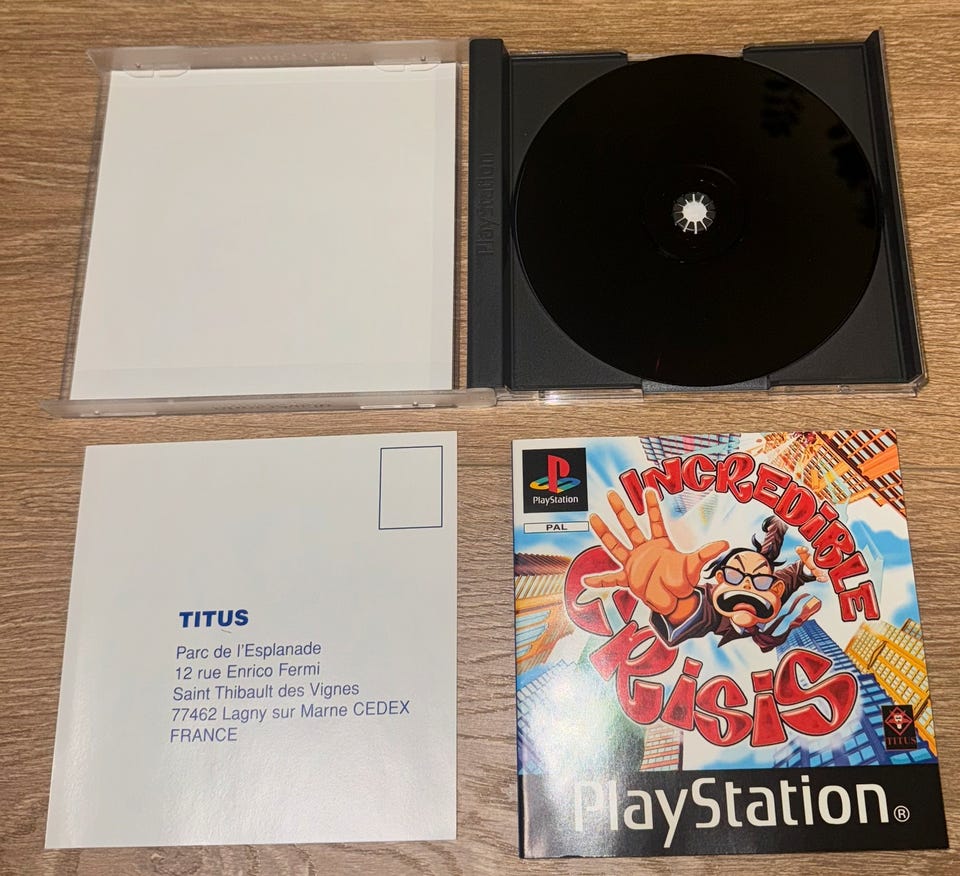 PlayStation
TITUS
Parc de l'Esplanade
12 rue Enrico Fermi
Saint Thibault des Vignes
77462 Lagny sur Marne CEDEX
FRANCE
PlayStation
PAL
INCREDIBLE
CRISIS
TITUS
PlayStation®